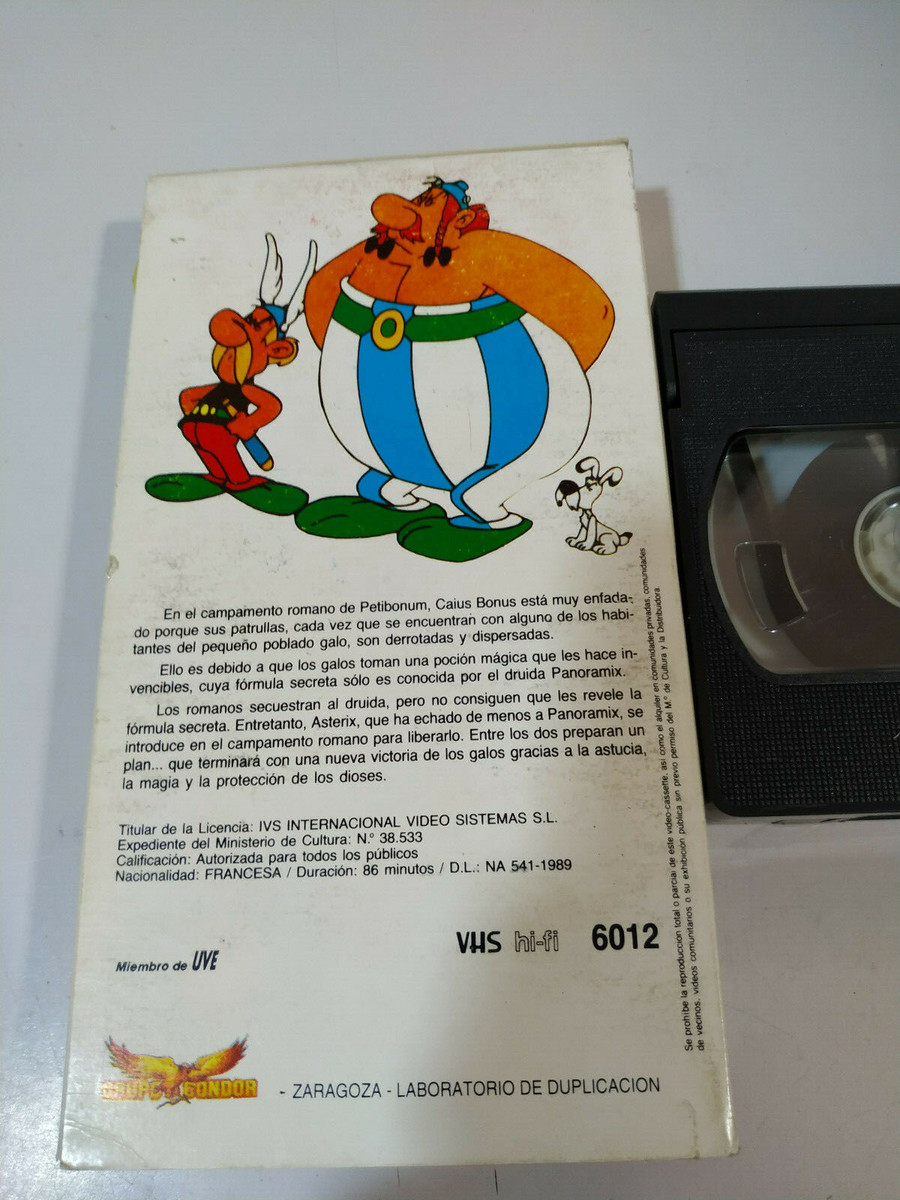 En el campamento romano de Petibonum, Caius Bonus está muy enfada-
do porque sus patrullas, cada vez que se encuentran con alguno de los habi-
tantes del pequeño poblado galo, son derrotadas y dispersadas.
Ello es debido a que los galos toman una poción mágica que les hace in-
vencibles, cuya fórmula secreta sólo es conocida por el druida Panoramix.
Los romanos secuestran al druida, pero no consiguen que les revele la
fórmula secreta. Entretanto, Asterix, que ha echado de menos a Panoramix, se
introduce en el campamento romano para liberarlo. Entre los dos preparan un
plan... que terminará con una nueva victoria de los galos gracias a la astucia,
la magia y la protección de los dioses.
Titular de la Licencia: IVS INTERNACIONAL VIDEO SISTEMAS S.L.
Expediente del Ministerio de Cultura: N.º 38.533
Calificación: Autorizada para todos los públicos
Nacionalidad: FRANCESA / Duración: 86 minutos / D.L.: NA 541-1989
VHS hi-fi 6012
Miembro de UVE
GRUPO CONDOR - ZARAGOZA - LABORATORIO DE DUPLICACION
Se prohibe la reproducción total o parcial de este video-cassette, así como el alquiler en comunidades privadas, comunidades
de vecinos, videos comunitarios o su exhibición pública sin previo permiso del M.º de Cultura y la Distribuidora.